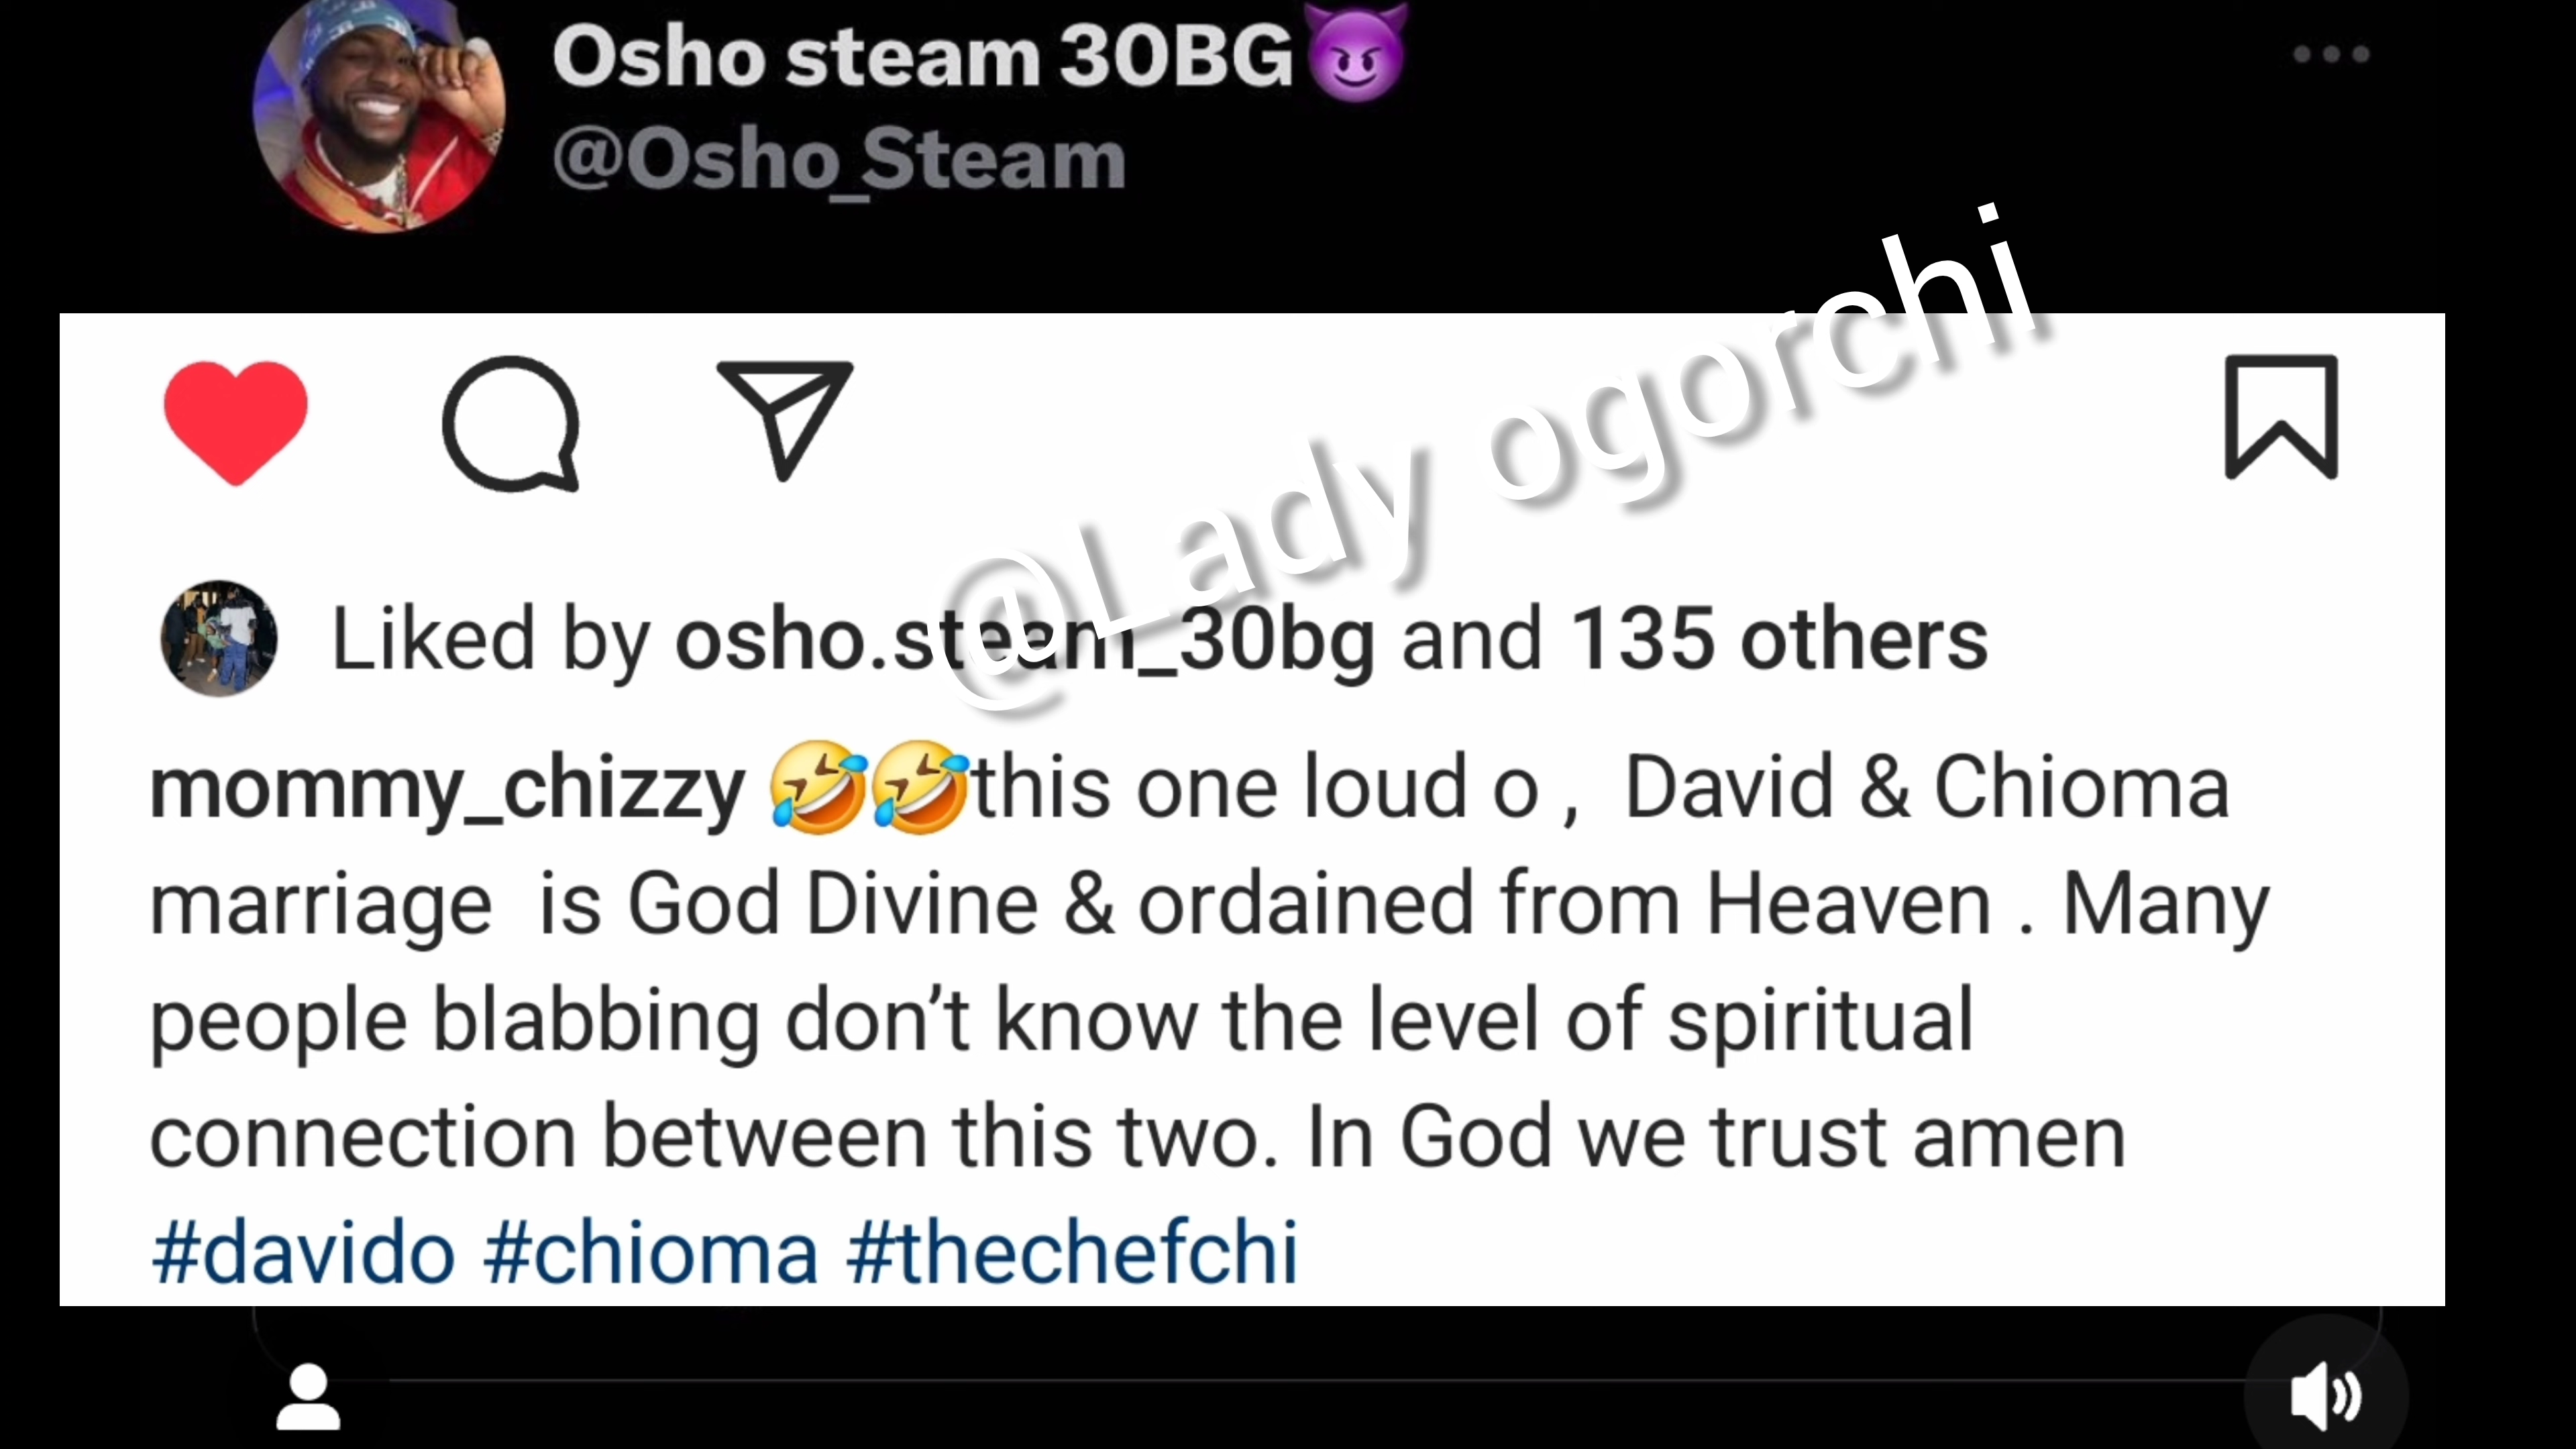 Osho steam 30BG😈
@Osho_Steam
@Lady ogorchi
Liked by osho.steam_30bg and 135 others
mommy_chizzy 🤣🤣this one loud o , David & Chioma
marriage is God Divine & ordained from Heaven . Many
people blabbing don’t know the level of spiritual
connection between this two. In God we trust amen
#davido #chioma #thechefchi